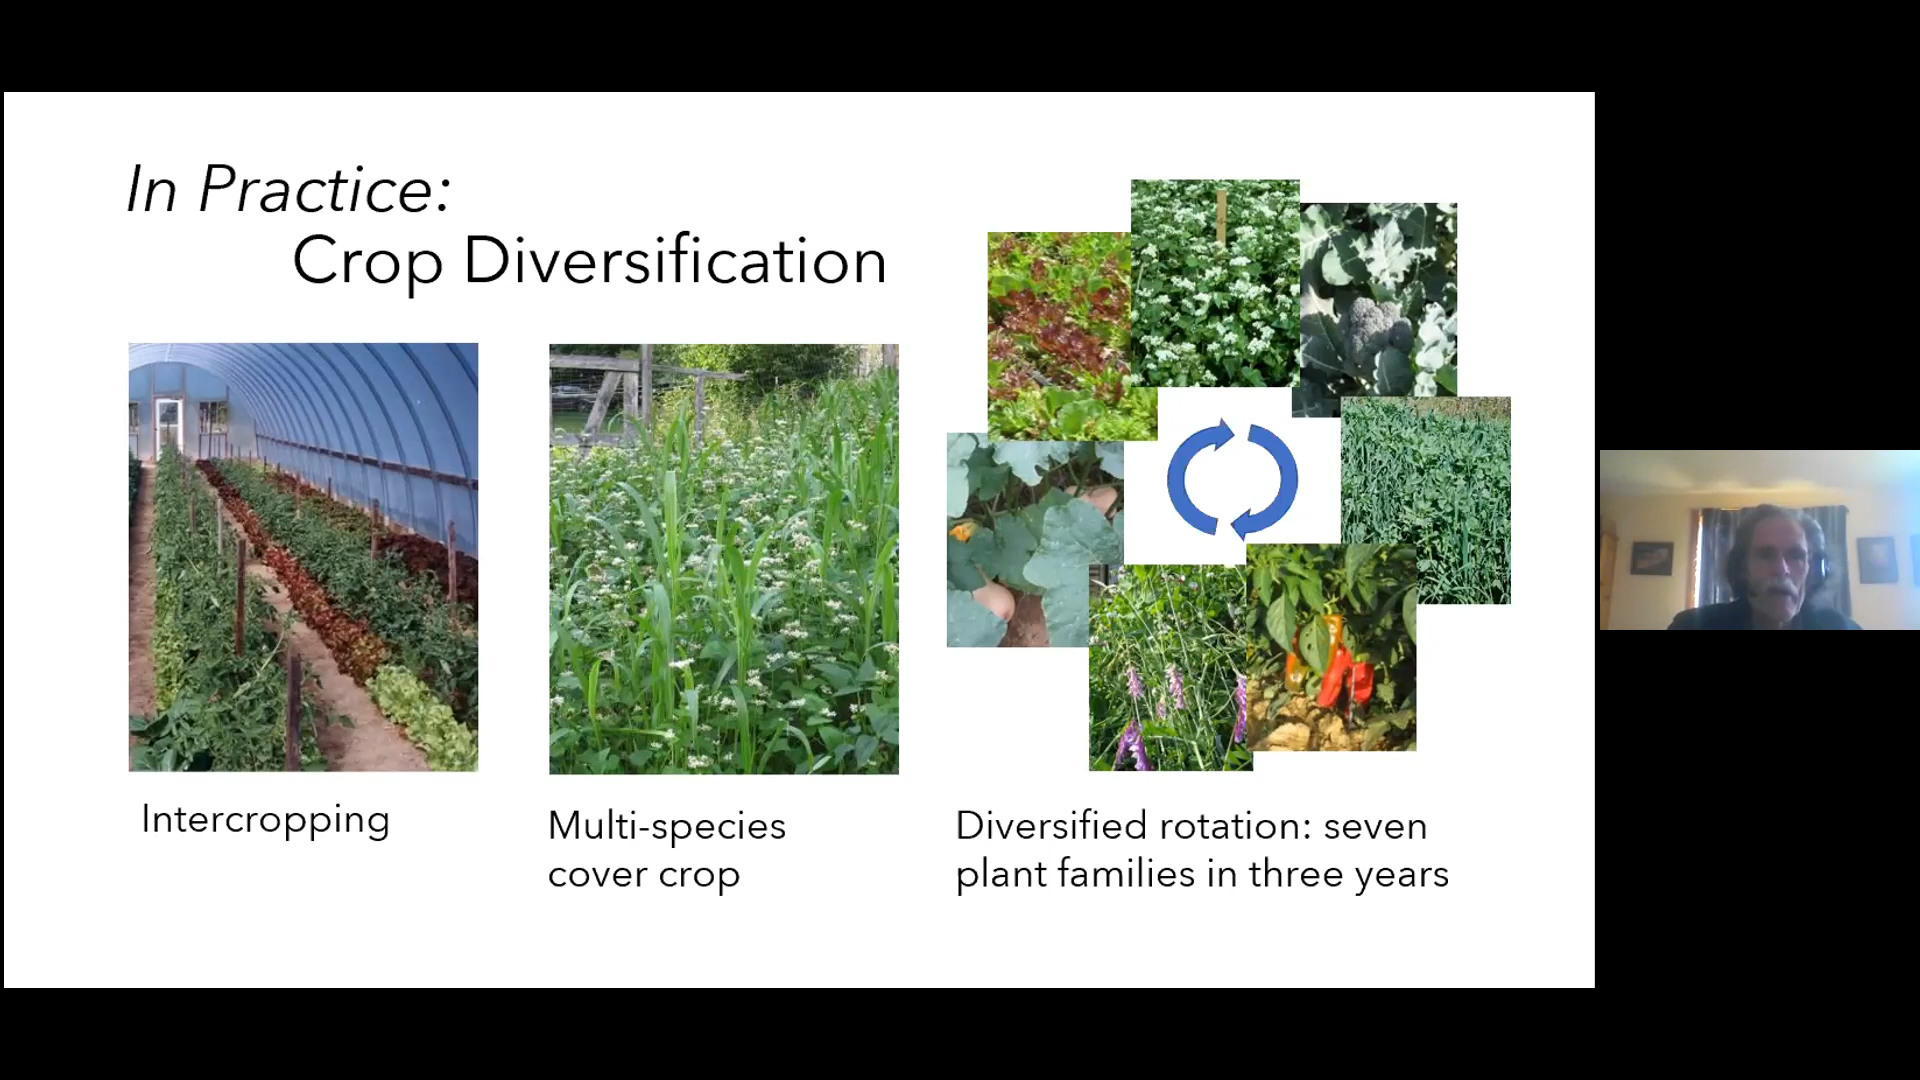 In Practice:
Crop Diversification
Intercropping
Multi-species
cover crop
Diversified rotation: seven
plant families in three years